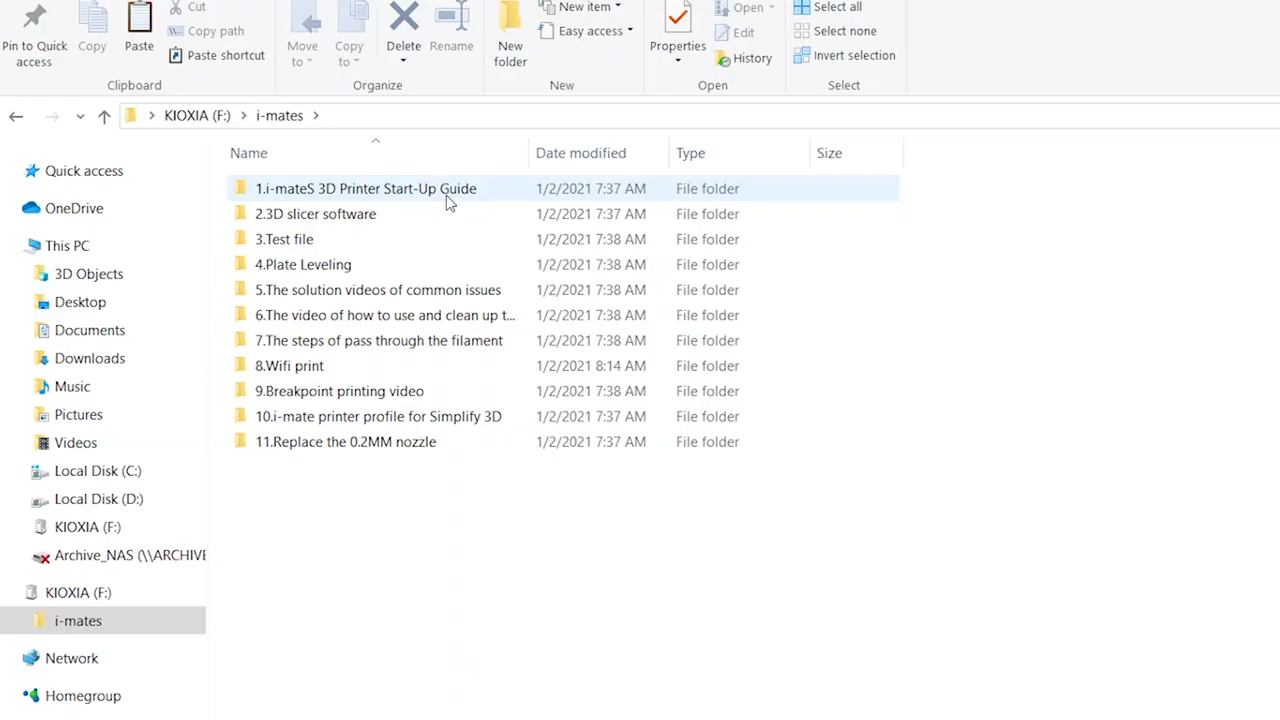 Pin to Quick access
Copy
Paste
Cut
Copy path
Paste shortcut
Clipboard
Move to
Copy to
Delete
Rename
Organize
New folder
New item
Easy access
New
Properties
Open
Edit
History
Open
Select all
Select none
Invert selection
Select
KIOXIA (F:) > i-mates >
Name Date modified Type Size
Quick access
OneDrive
This PC
3D Objects
Desktop
Documents
Downloads
Music
Pictures
Videos
Local Disk (C:)
Local Disk (D:)
KIOXIA (F:)
Archive_NAS (\\ARCHIVE
KIOXIA (F:)
i-mates
Network
Homegroup
1.i-mateS 3D Printer Start-Up Guide 1/2/2021 7:37 AM File folder
2.3D slicer software 1/2/2021 7:37 AM File folder
3.Test file 1/2/2021 7:38 AM File folder
4.Plate Leveling 1/2/2021 7:38 AM File folder
5.The solution videos of common issues 1/2/2021 7:38 AM File folder
6.The video of how to use and clean up t... 1/2/2021 7:38 AM File folder
7.The steps of pass through the filament 1/2/2021 7:38 AM File folder
8.Wifi print 1/2/2021 8:14 AM File folder
9.Breakpoint printing video 1/2/2021 7:38 AM File folder
10.i-mate printer profile for Simplify 3D 1/2/2021 7:37 AM File folder
11.Replace the 0.2MM nozzle 1/2/2021 7:37 AM File folder